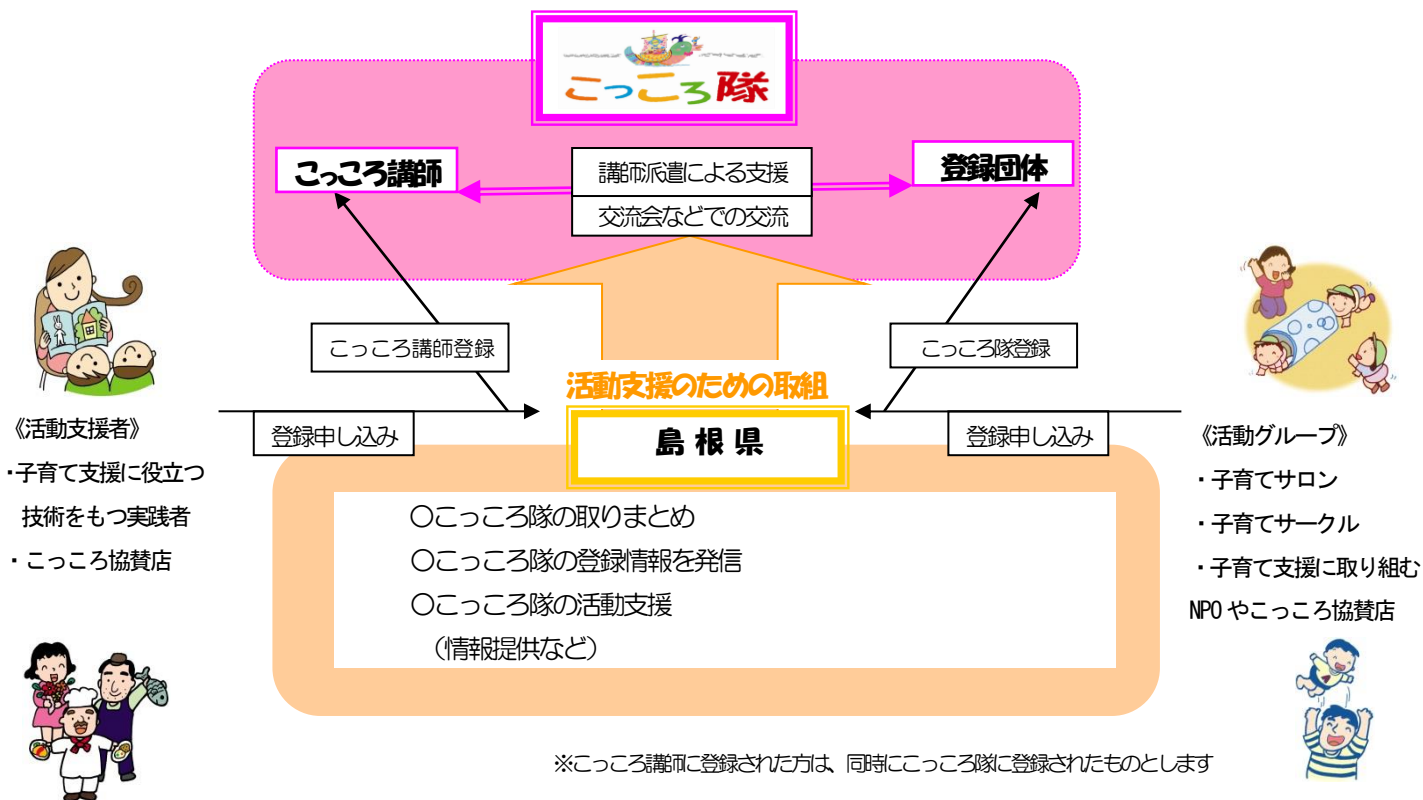 こっころ隊
こっころ講師
講師派遣による支援
交流会などでの交流
登録団体
こっころ講師登録
こっころ隊登録
活動支援のための取組
登録申し込み
島根県
登録申し込み
《活動支援者》
・子育て支援に役立つ
技術をもつ実践者
・こっころ協賛店
○こっころ隊の取りまとめ
○こっころ隊の登録情報を発信
○こっころ隊の活動支援
(情報提供など)
《活動グループ》
・子育てサロン
・子育てサークル
・子育て支援に取り組む
NPOやこっころ協賛店
※こっころ講師に登録された方は、同時にこっころ隊に登録されたものとします